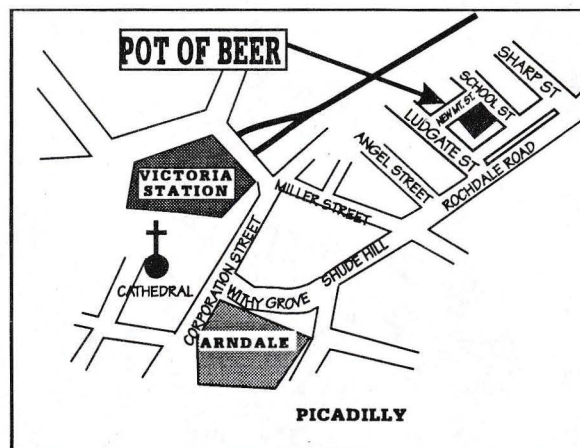 POT OF BEER
SHARP ST
SCHOOL ST
NEW MT. ST.
LUDGATE ST
ANGEL STREET
ROCHDALE ROAD
VICTORIA
STATION
MILLER STREET
SHUDE HILL
CORPORATION STREET
WITHY GROVE
CATHEDRAL
ARNDALE
PICADILLY